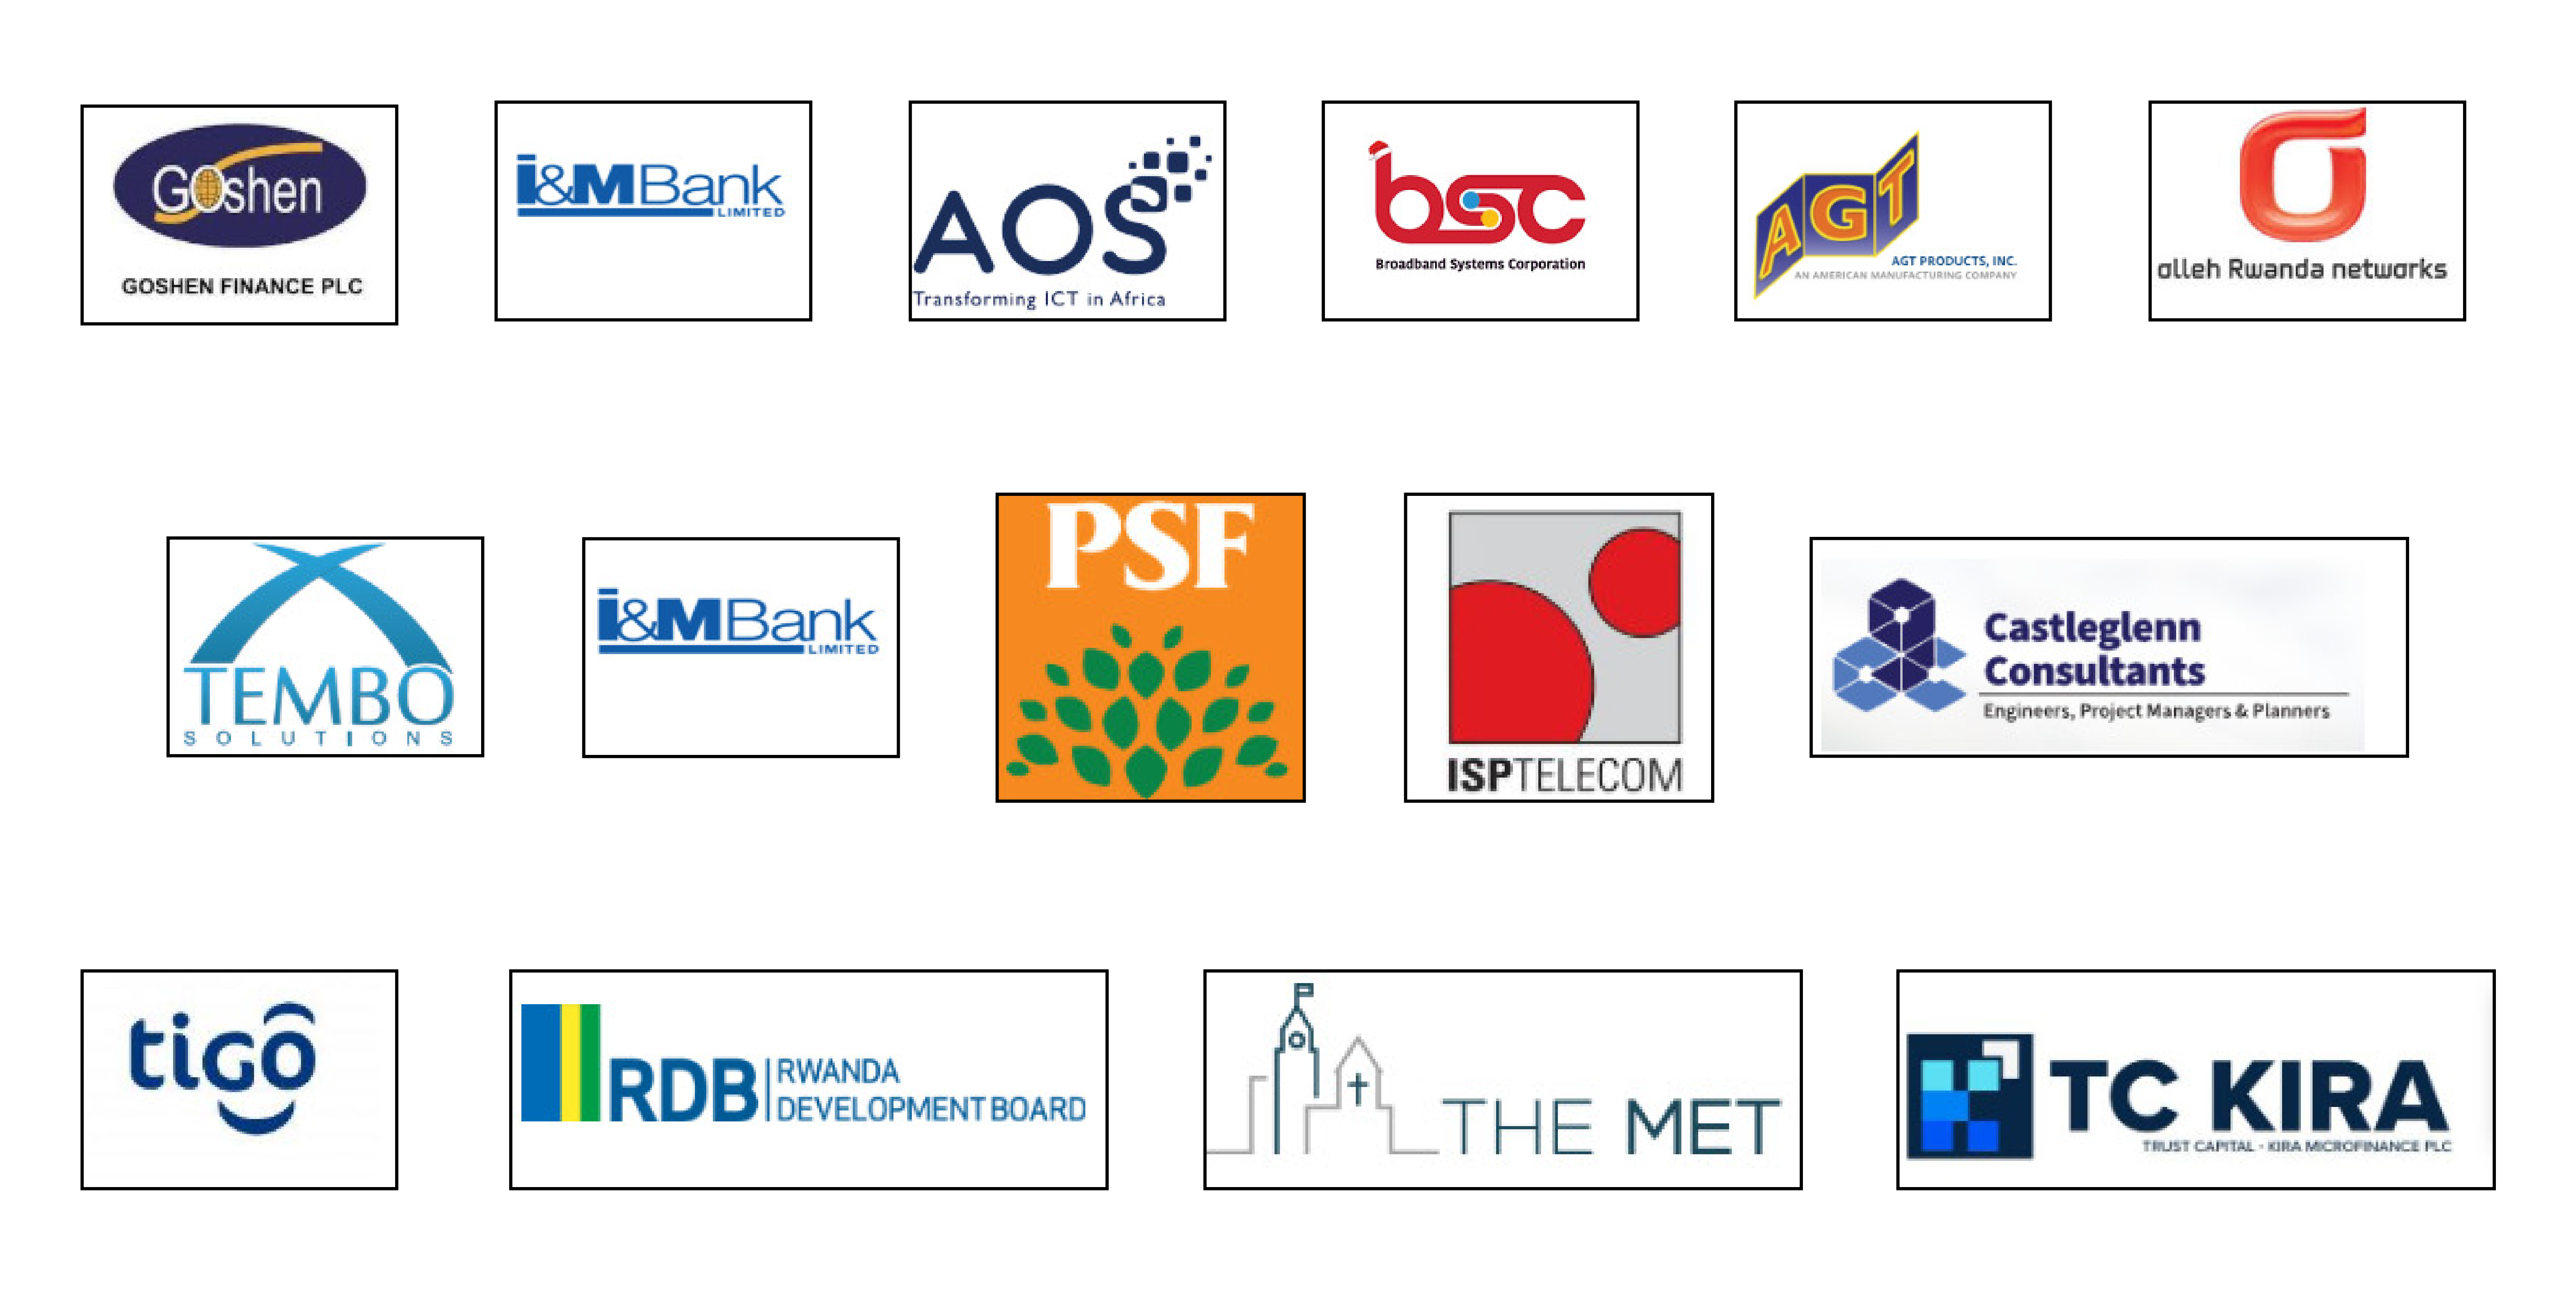 GOshen
GOSHEN FINANCE PLC
i&MBank
LIMITED
AOS
Transforming ICT in Africa
bsc
Broadband Systems Corporation
AGT
AGT PRODUCTS, INC.
AN AMERICAN MANUFACTURING COMPANY
olleh Rwanda networks
TEMBO
SOLUTIONS
i&MBank
LIMITED
PSF
ISPTELECOM
Castleglenn
Consultants
Engineers, Project Managers & Planners
tigo
RDB
RWANDA
DEVELOPMENT BOARD
THE MET
TC KIRA
TRUST CAPITAL - KIRA MICROFINANCE PLC